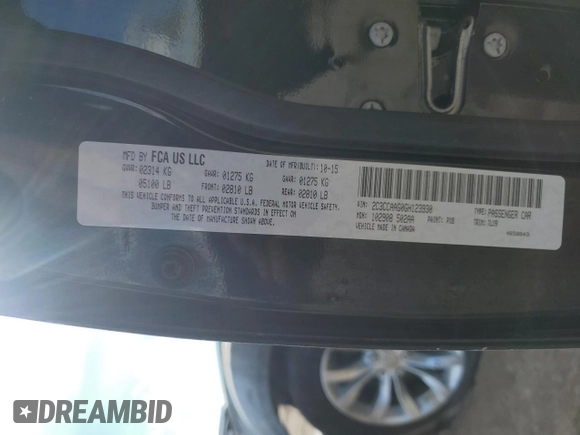 MFD BY FCA US LLC DATE OF MFR(BUILT): 10-15
GVWR: 02314 KG GAWR: 01275 KG GAWR: 01275 KG
05100 LB FRONT: 02810 LB REAR: 02810 LB
THIS VEHICLE CONFORMS TO ALL APPLICABLE U.S.A. FEDERAL MOTOR VEHICLE SAFETY,
BUMPER AND THEFT PREVENTION STANDARDS IN EFFECT ON
THE DATE OF MANUFACTURE SHOWN ABOVE.
VIN: 2C3CCAAG0GH123930 TYPE: PASSENGER CAR
MDH: 102908 502AA PAINT: TRIM:
VEHICLE MADE IN CANADA
DREAMBID